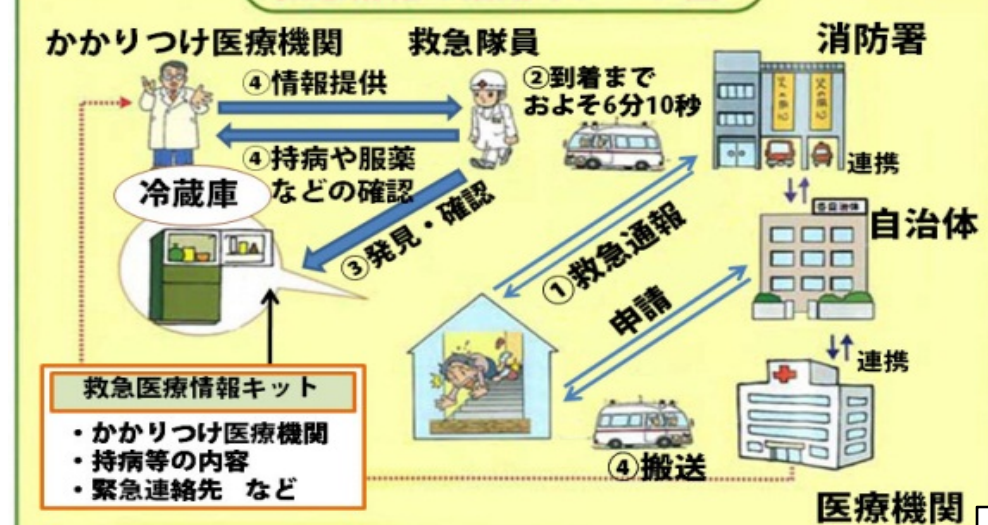 かかりつけ医療機関
救急隊員
消防署
④情報提供
②到着まで
およそ6分10秒
④持病や服薬
などの確認
連携
冷蔵庫
自治体
③発見・確認
①救急通報
申請
連携
救急医療情報キット
・かかりつけ医療機関
・持病等の内容
・緊急連絡先 など
④搬送
医療機関